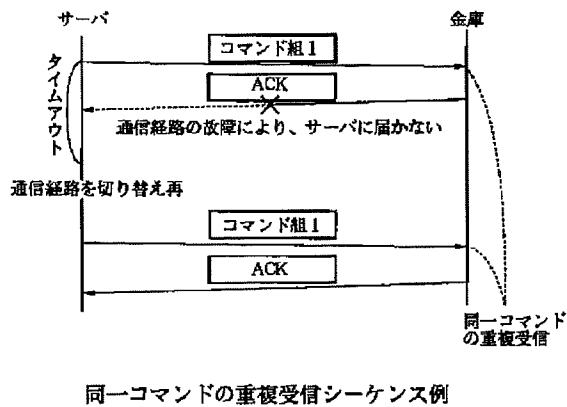 サーバ
金庫
コマンド組1
タイムアウト
ACK
通信経路の故障により、サーバに届かない
通信経路を切り替え再
コマンド組1
ACK
同一コマンド
の重複受信
同一コマンドの重複受信シーケンス例